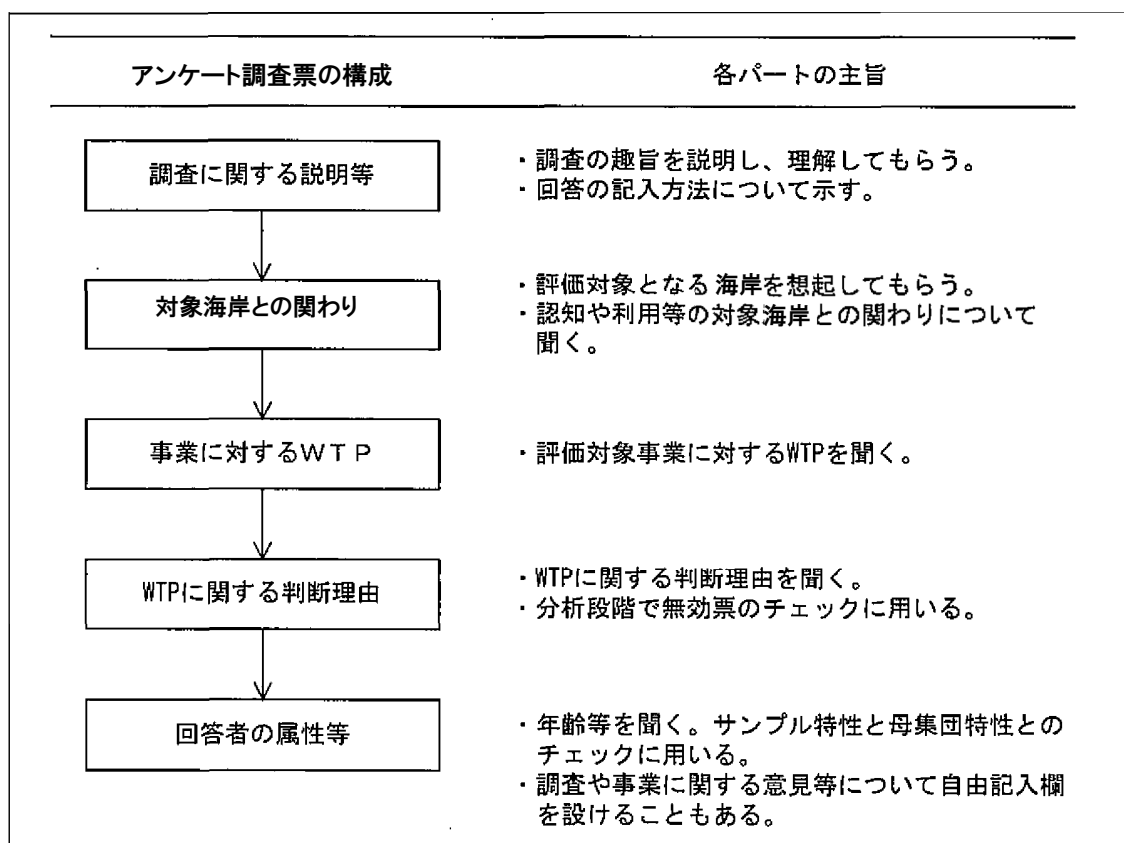 アンケート調査票の構成 各パートの主旨
調査に関する説明等
・調査の趣旨を説明し、理解してもらう。
・回答の記入方法について示す。
対象海岸との関わり
・評価対象となる海岸を想起してもらう。
・認知や利用等の対象海岸との関わりについて
聞く。
事業に対するＷＴＰ
・評価対象事業に対するWTPを聞く。
WTPに関する判断理由
・WTPに関する判断理由を聞く。
・分析段階で無効票のチェックに用いる。
回答者の属性等
・年齢等を聞く。サンプル特性と母集団特性との
チェックに用いる。
・調査や事業に関する意見等について自由記入欄
を設けることもある。